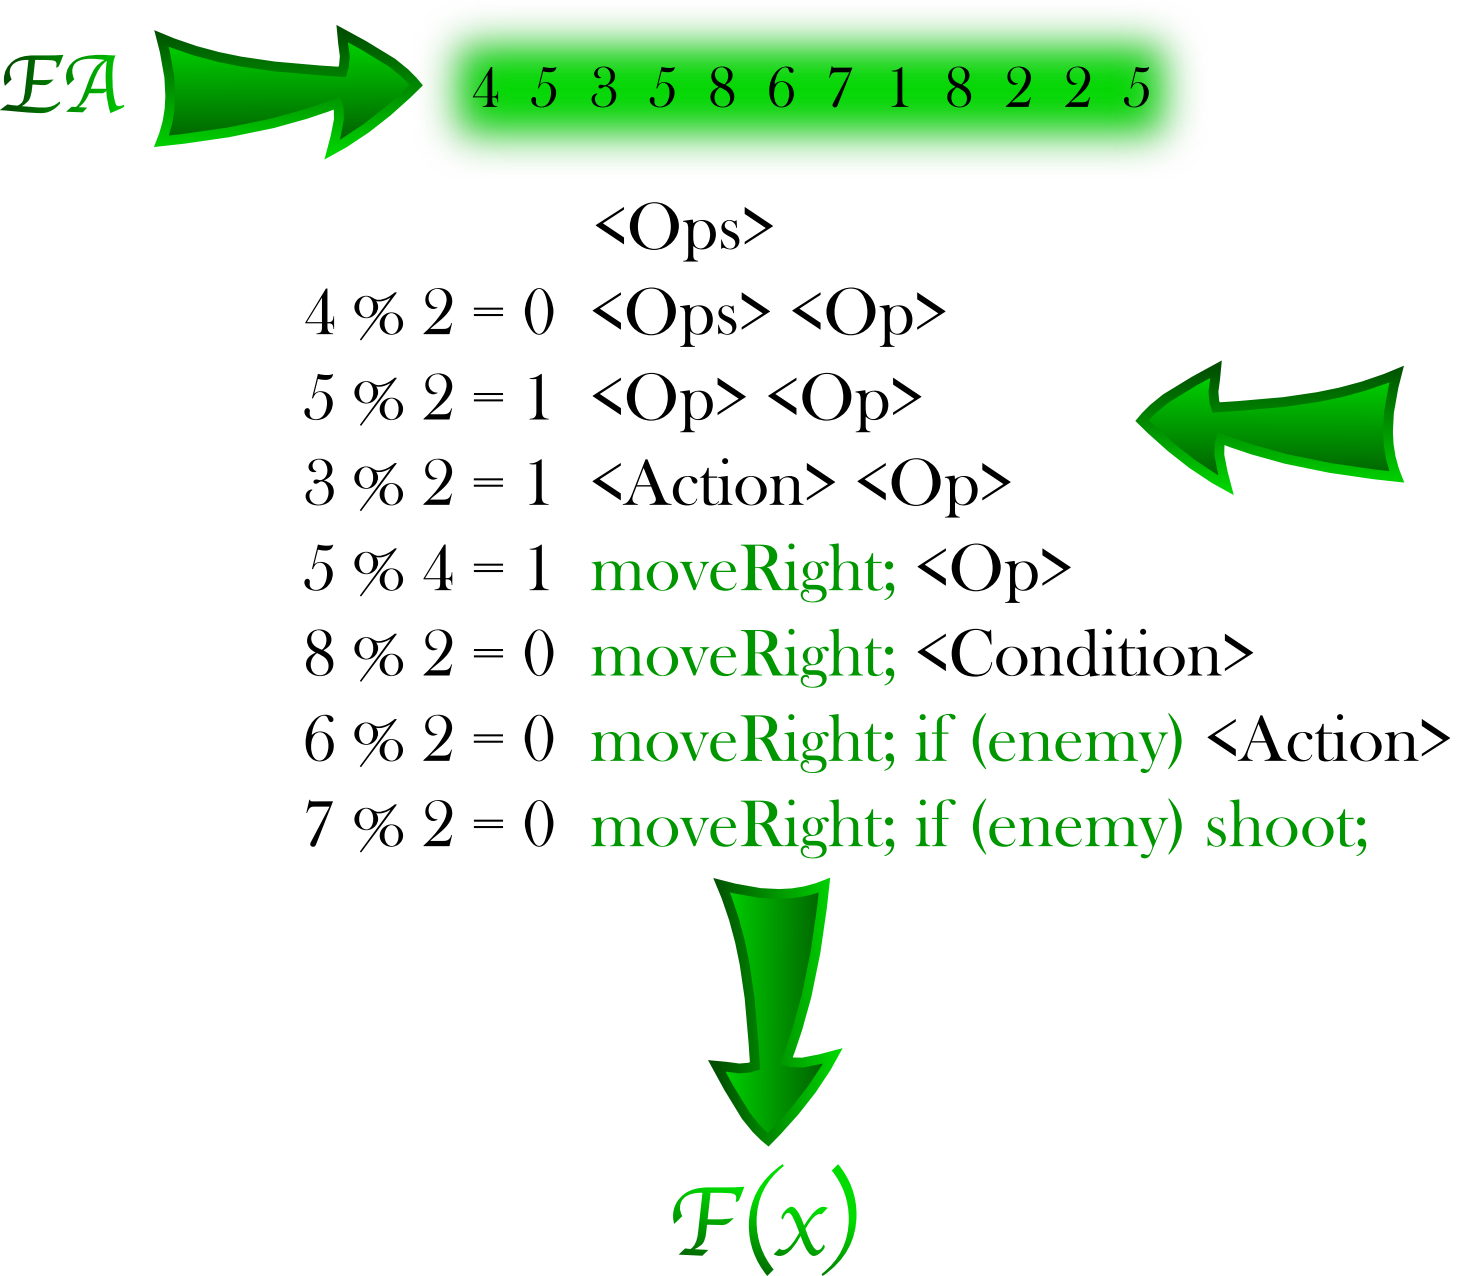 EA 4 5 3 5 8 6 7 1 8 2 2 5
<Ops>
4 % 2 = 0 <Ops> <Op>
5 % 2 = 1 <Op> <Op>
3 % 2 = 1 <Action> <Op>
5 % 4 = 1 moveRight; <Op>
8 % 2 = 0 moveRight; <Condition>
6 % 2 = 0 moveRight; if (enemy) <Action>
7 % 2 = 0 moveRight; if (enemy) shoot;
F(x)